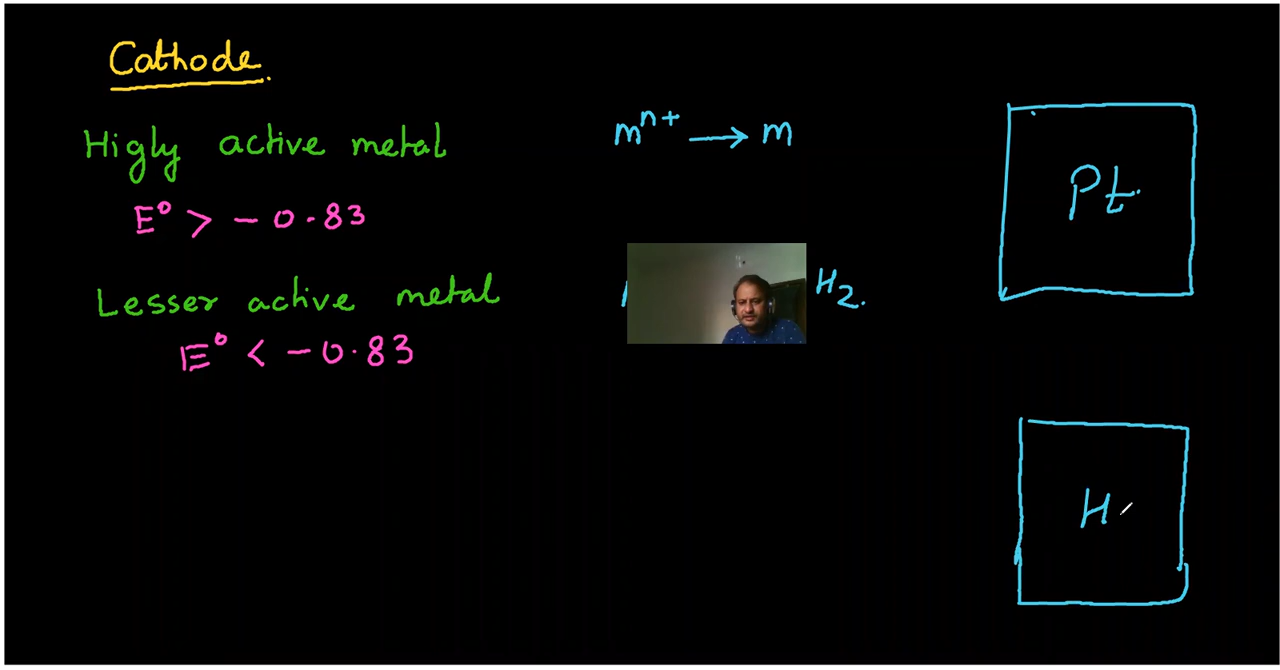 Cathode.
Higly active metal
E° > - 0.83
Lesser active metal
E° < - 0.83
m^n+ → m
H₂.
Pt.
H